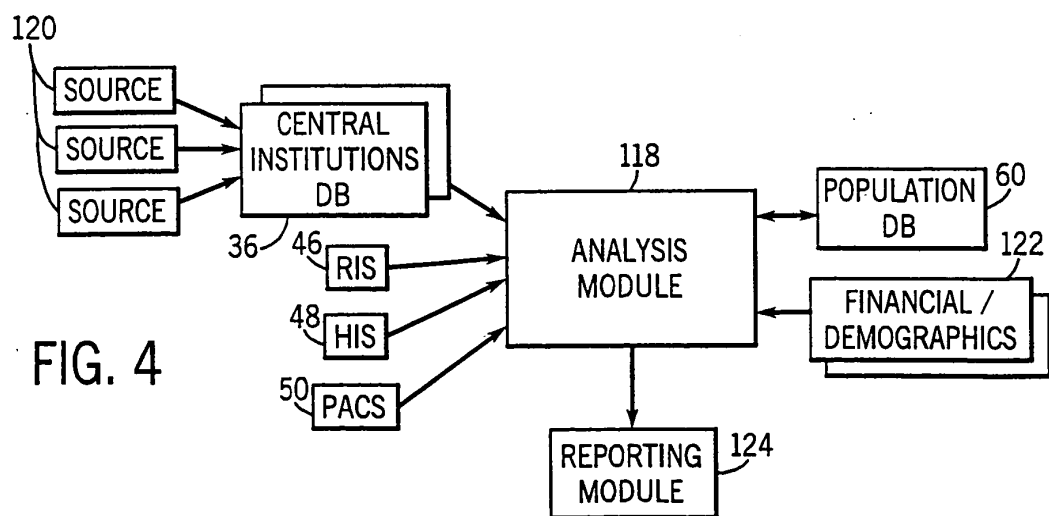 120
SOURCE
SOURCE
SOURCE
CENTRAL
INSTITUTIONS
DB
36
46
RIS
48
HIS
50
PACS
118
ANALYSIS
MODULE
POPULATION
DB
60
122
FINANCIAL /
DEMOGRAPHICS
REPORTING
MODULE
124
FIG. 4